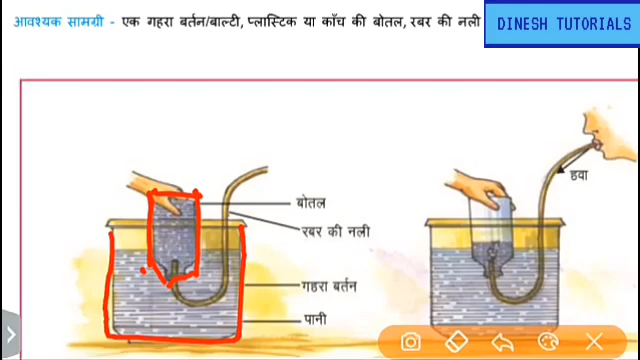 आवश्यक सामग्री - एक गहरा बर्तन/बाल्टी, प्लास्टिक या काँच की बोतल, रबर की नली
DINESH TUTORIALS
हवा
बोतल
रबर की नली
गहरा बर्तन
पानी